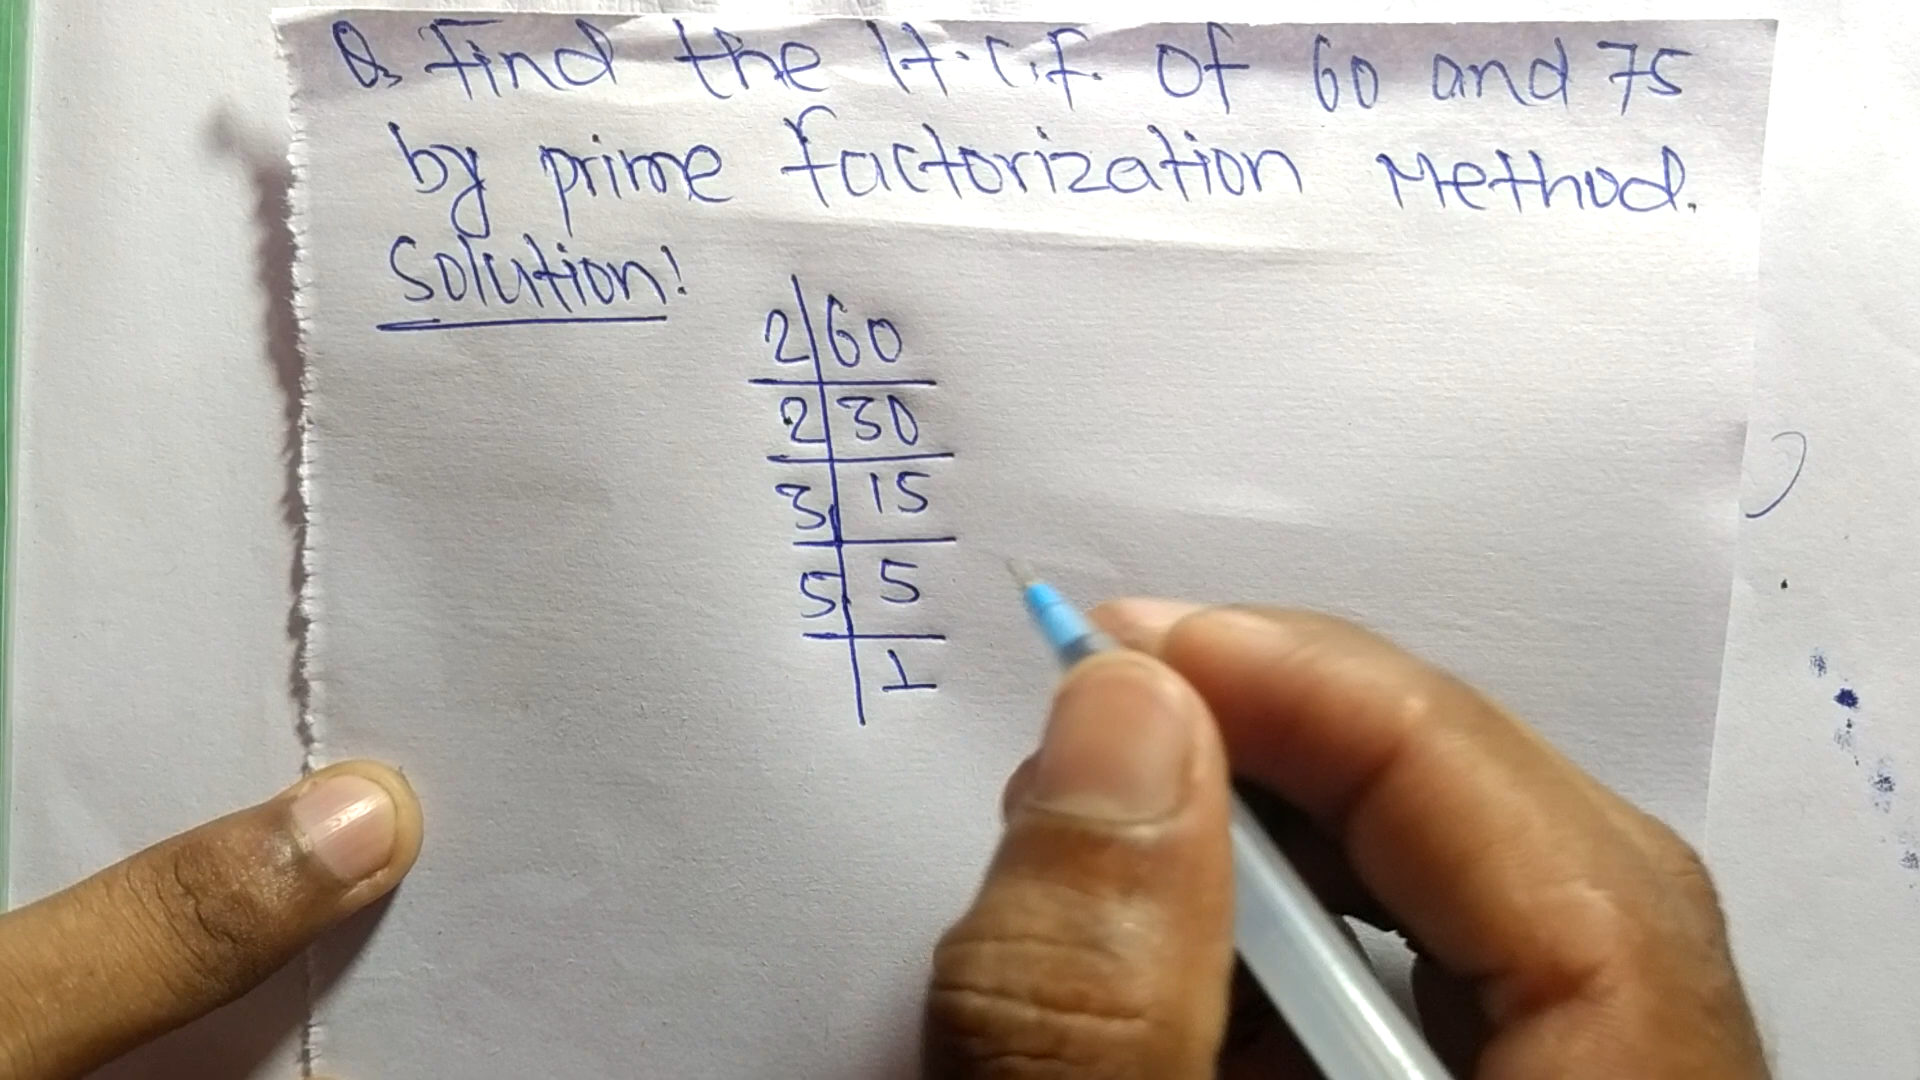 Q. Find the H.C.F. of 60 and 75
by prime factorization Method.
Solution:
2 60
2 30
3 15
5 5
1